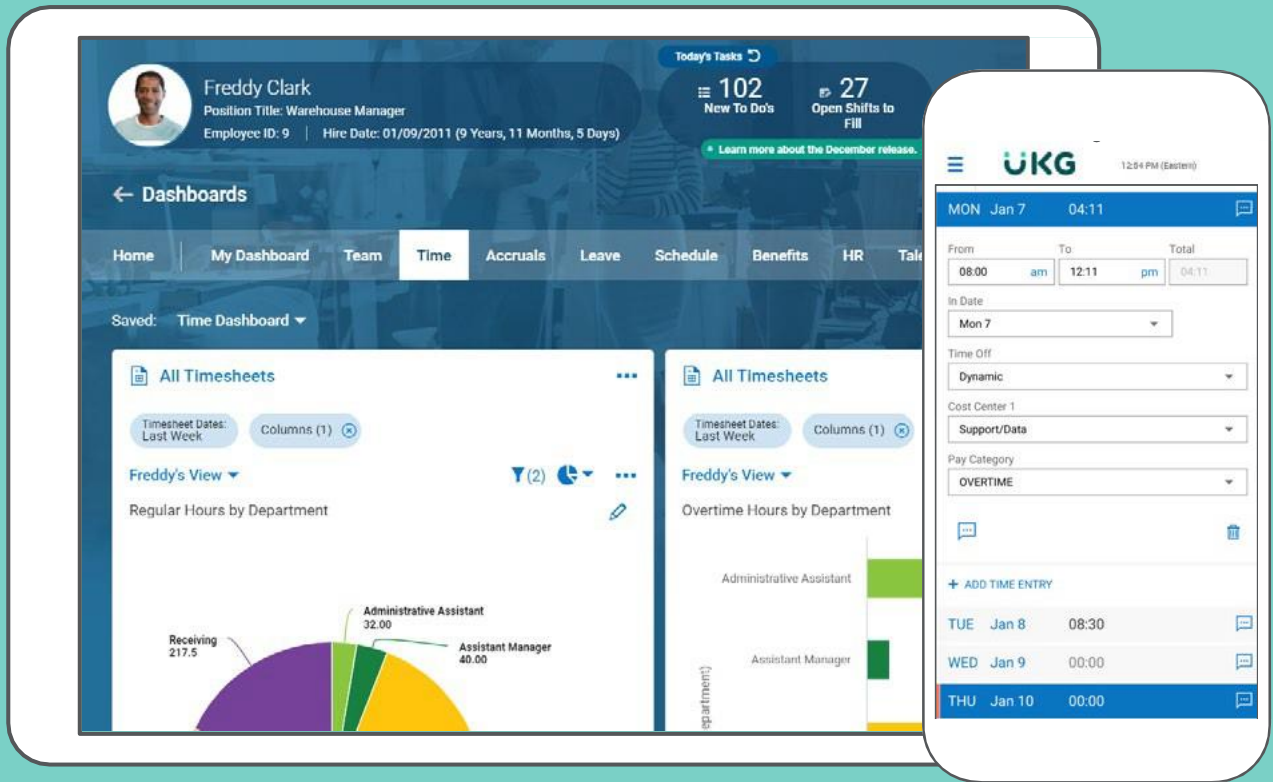 Today's Tasks
Freddy Clark
Position Title: Warehouse Manager
Employee ID: 9 | Hire Date: 01/09/2011 (9 Years, 11 Months, 5 Days)
102
New To Do's
27
Open Shifts to
Fill
Learn more about the December release.
← Dashboards
Home My Dashboard Team Time Accruals Leave Schedule Benefits HR
Saved: Time Dashboard
All Timesheets
Timesheet Dates:
Last Week
Columns (1)
Freddy's View
(2)
Regular Hours by Department
Administrative Assistant
32.00
Receiving
217.5
Assistant Manager
40.00
All Timesheets
Timesheet Dates:
Last Week
Columns (1)
Freddy's View
Overtime Hours by Department
Administrative Assistant
Assistant Manager
UKG
12:04 PM (Eastern)
MON Jan 7 04:11
From To Total
08:00 am 12:11 pm 04:11
In Date
Mon 7
Time Off
Dynamic
Cost Center 1
Support/Data
Pay Category
OVERTIME
+ ADD TIME ENTRY
TUE Jan 8 08:30
WED Jan 9 00:00
THU Jan 10 00:00